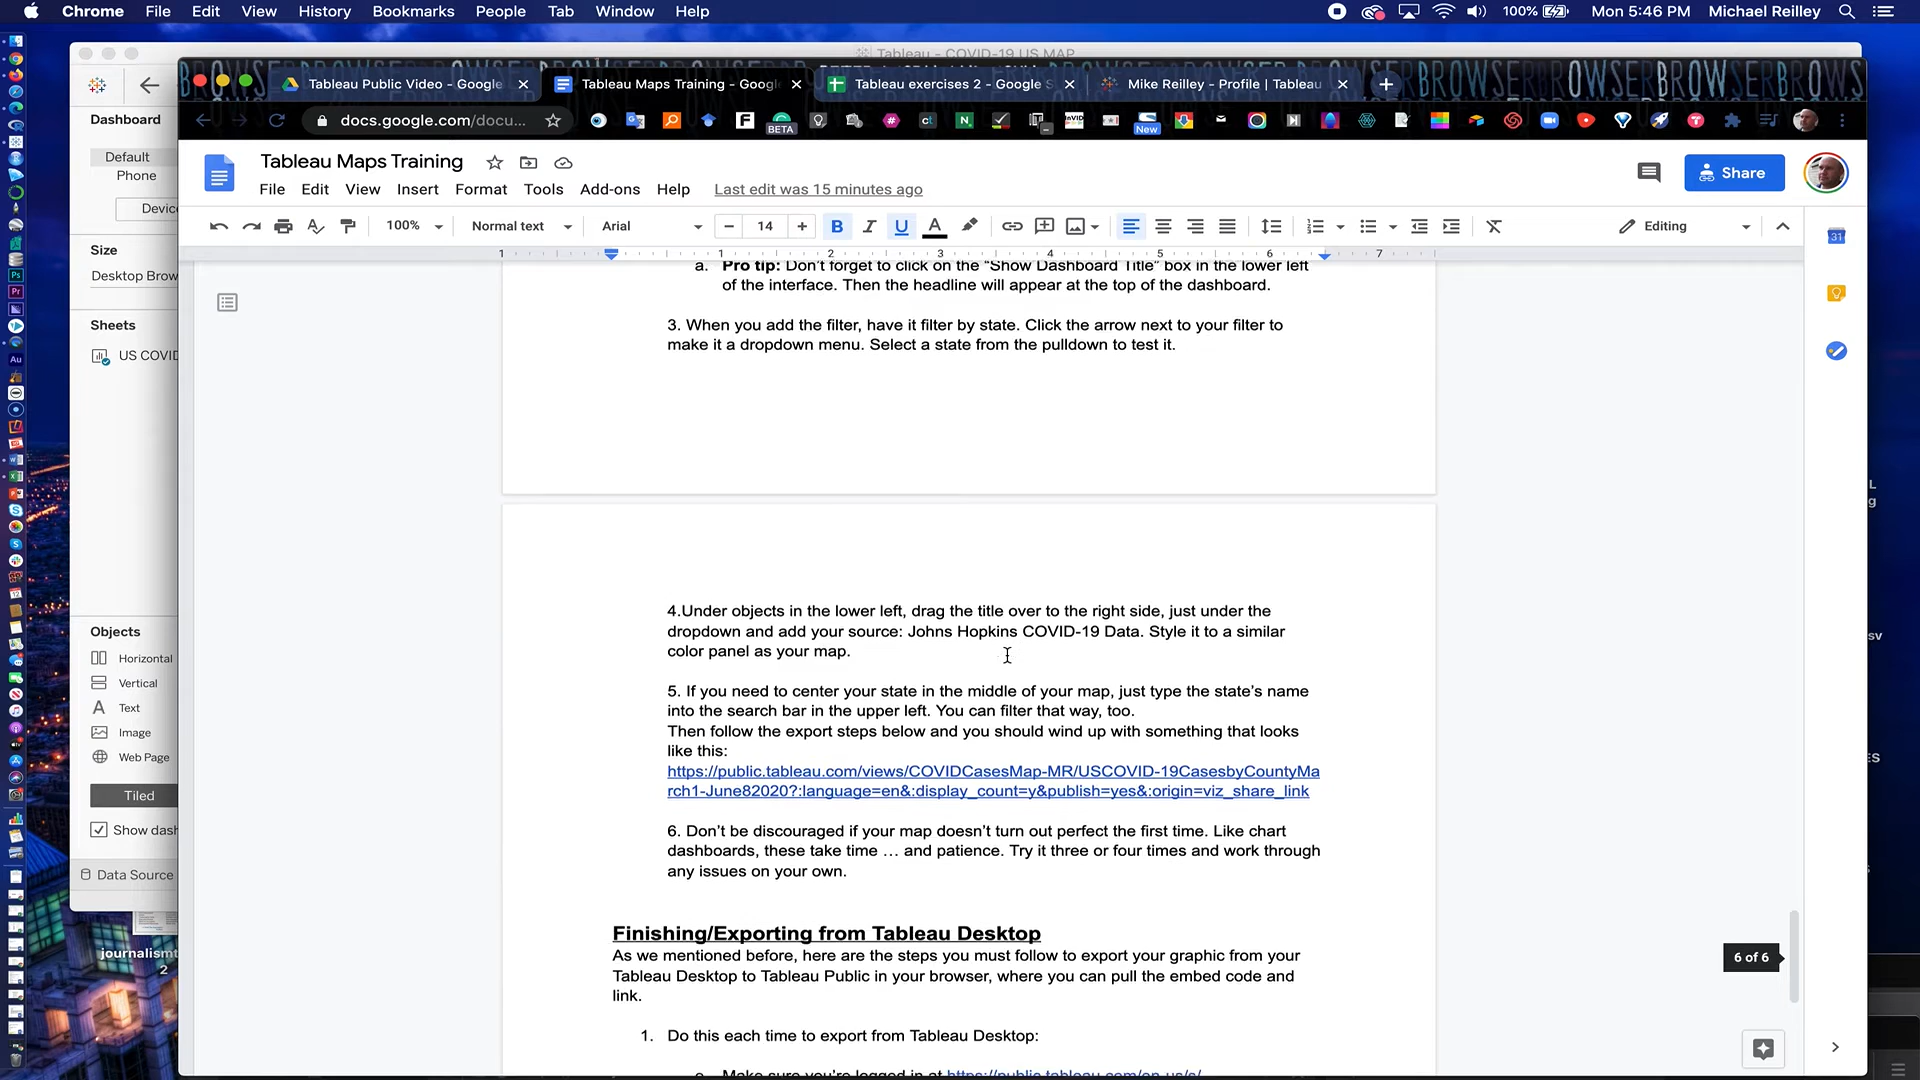 Chrome File Edit View History Bookmarks People Tab Window Help
100% Mon 5:46 PM Michael Reilley
Tableau - COVID-19 US MAP
Tableau Public Video - Google
Tableau Maps Training - Googl
Tableau exercises 2 - Google S
Mike Reilley - Profile | Tableau
docs.google.com/docu...
BETA
New
Dashboard
Default
Phone
Devic
Size
Desktop Brow
Sheets
US COVID
Objects
Horizontal
Vertical
Text
Image
Web Page
Tiled
Show dash
Data Source
journalismt
2
Tableau Maps Training
File Edit View Insert Format Tools Add-ons Help Last edit was 15 minutes ago
Share
100% Normal text Arial 14 Editing
1 1 2 3 4 5 6 7
31
a. Pro tip: Don't forget to click on the "Show Dashboard Title" box in the lower left
of the interface. Then the headline will appear at the top of the dashboard.
3. When you add the filter, have it filter by state. Click the arrow next to your filter to
make it a dropdown menu. Select a state from the pulldown to test it.
4.Under objects in the lower left, drag the title over to the right side, just under the
dropdown and add your source: Johns Hopkins COVID-19 Data. Style it to a similar
color panel as your map.
5. If you need to center your state in the middle of your map, just type the state's name
into the search bar in the upper left. You can filter that way, too.
Then follow the export steps below and you should wind up with something that looks
like this:
https://public.tableau.com/views/COVIDCasesMap-MR/USCOVID-19CasesbyCountyMa
rch1-June82020?:language=en&:display_count=y&publish=yes&:origin=viz_share_link
6. Don't be discouraged if your map doesn't turn out perfect the first time. Like chart
dashboards, these take time … and patience. Try it three or four times and work through
any issues on your own.
Finishing/Exporting from Tableau Desktop
As we mentioned before, here are the steps you must follow to export your graphic from your
Tableau Desktop to Tableau Public in your browser, where you can pull the embed code and
link.
1. Do this each time to export from Tableau Desktop:
Make sure you're logged in at https://public.tableau.com/en-us/s/
6 of 6